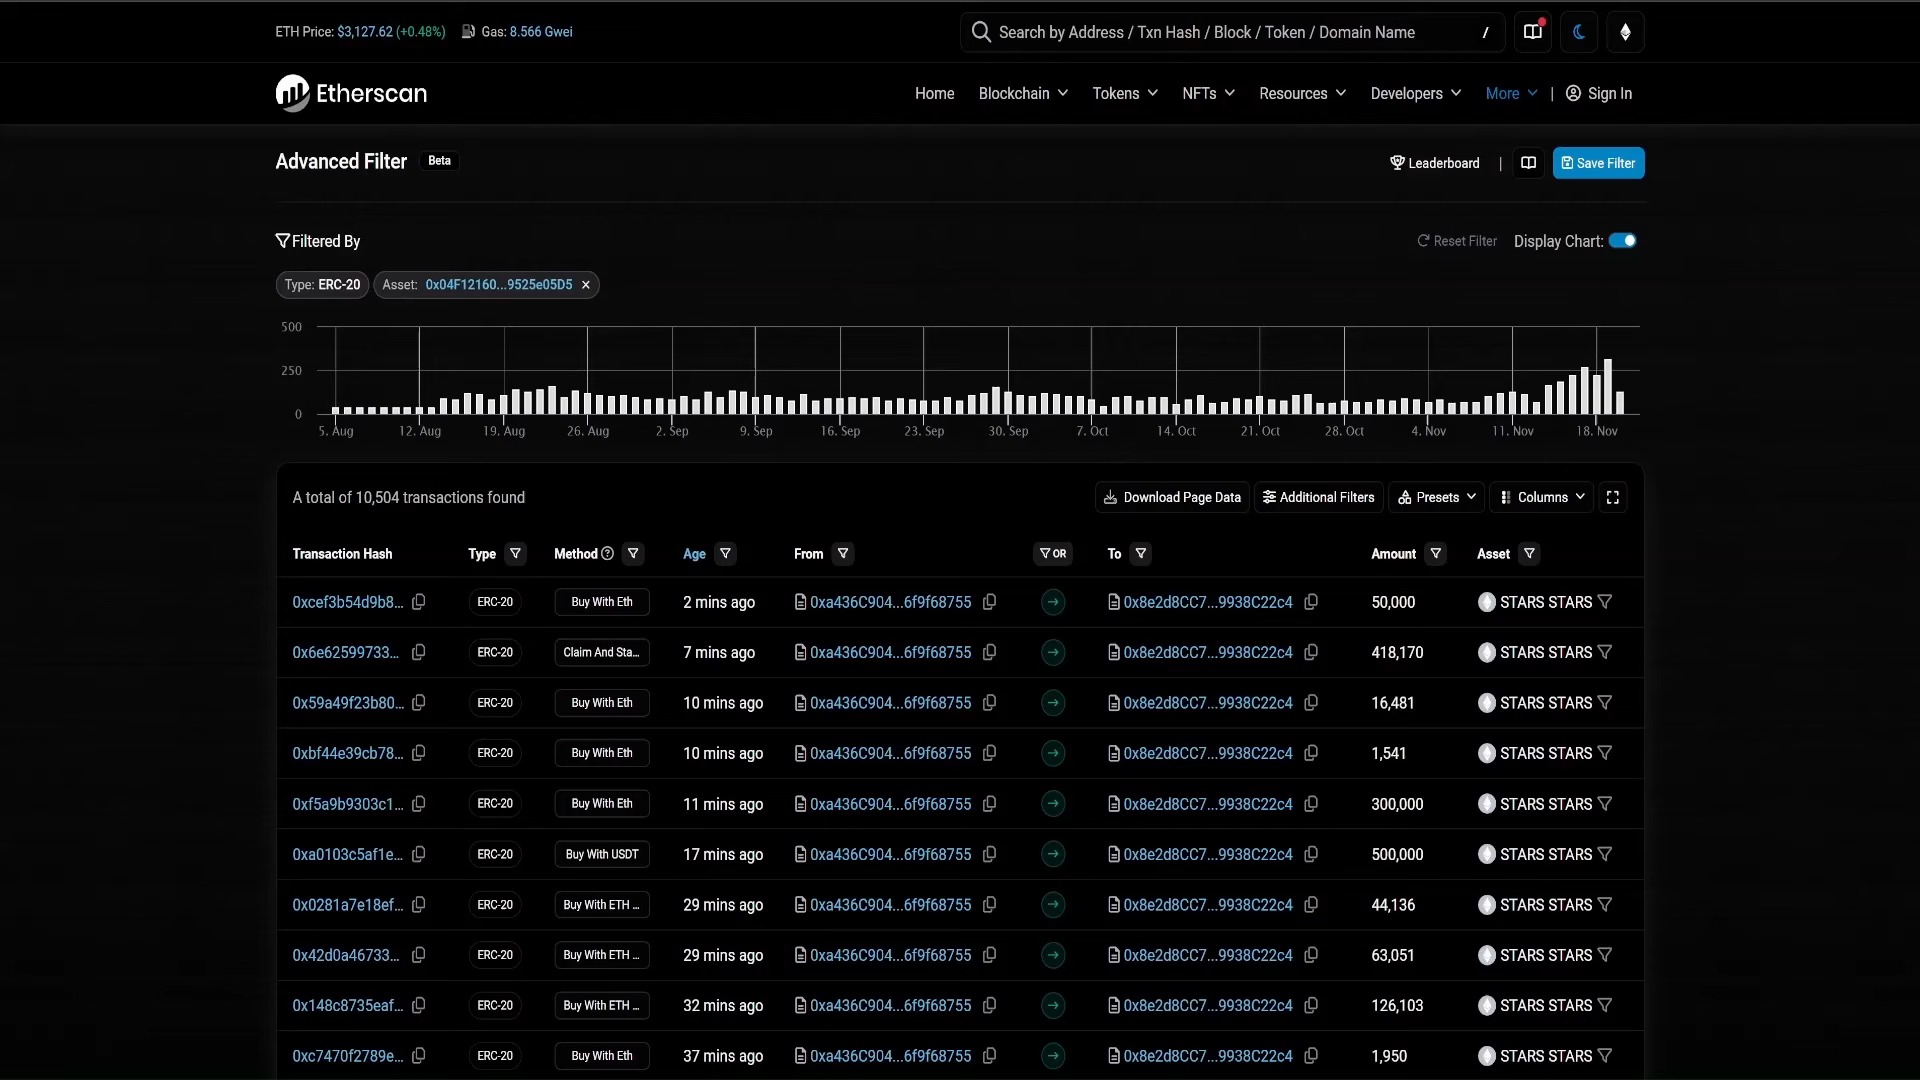 ETH Price: $3,127.62 (+0.48%) Gas: 8.566 Gwei
Search by Address / Txn Hash / Block / Token / Domain Name /
Etherscan
Home Blockchain Tokens NFTs Resources Developers More | Sign In
Advanced Filter Beta
Leaderboard | Save Filter
Filtered By
Reset Filter Display Chart:
Type: ERC-20 Asset: 0x04F12160...9525e05D5 ×
500
250
0
5. Aug 12. Aug 19. Aug 26. Aug 2. Sep 9. Sep 16. Sep 23. Sep 30. Sep 7. Oct 14. Oct 21. Oct 28. Oct 4. Nov 11. Nov 18. Nov
A total of 10,504 transactions found
Download Page Data Additional Filters Presets Columns
Transaction Hash Type Method Age From OR To Amount Asset
0xcef3b54d9b8... ERC-20 Buy With Eth 2 mins ago 0xa436C904...6f9f68755 0x8e2d8CC7...9938C22c4 50,000 STARS STARS
0x6e62599733... ERC-20 Claim And Sta... 7 mins ago 0xa436C904...6f9f68755 0x8e2d8CC7...9938C22c4 418,170 STARS STARS
0x59a49f23b80... ERC-20 Buy With Eth 10 mins ago 0xa436C904...6f9f68755 0x8e2d8CC7...9938C22c4 16,481 STARS STARS
0xbf44e39cb78... ERC-20 Buy With Eth 10 mins ago 0xa436C904...6f9f68755 0x8e2d8CC7...9938C22c4 1,541 STARS STARS
0xf5a9b9303c1... ERC-20 Buy With Eth 11 mins ago 0xa436C904...6f9f68755 0x8e2d8CC7...9938C22c4 300,000 STARS STARS
0xa0103c5af1e... ERC-20 Buy With USDT 17 mins ago 0xa436C904...6f9f68755 0x8e2d8CC7...9938C22c4 500,000 STARS STARS
0x0281a7e18ef... ERC-20 Buy With ETH ... 29 mins ago 0xa436C904...6f9f68755 0x8e2d8CC7...9938C22c4 44,136 STARS STARS
0x42d0a46733... ERC-20 Buy With ETH ... 29 mins ago 0xa436C904...6f9f68755 0x8e2d8CC7...9938C22c4 63,051 STARS STARS
0x148c8735eaf... ERC-20 Buy With ETH ... 32 mins ago 0xa436C904...6f9f68755 0x8e2d8CC7...9938C22c4 126,103 STARS STARS
0xc7470f2789e... ERC-20 Buy With Eth 37 mins ago 0xa436C904...6f9f68755 0x8e2d8CC7...9938C22c4 1,950 STARS STARS